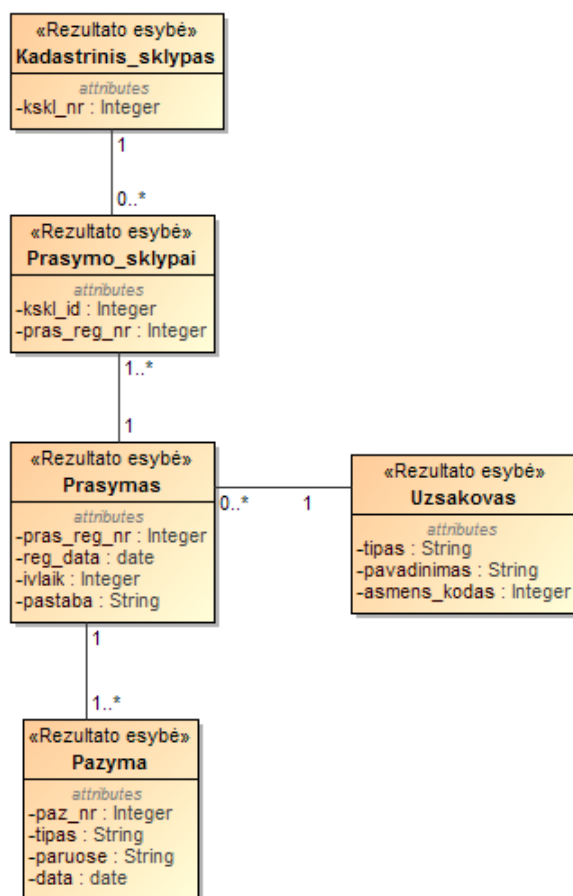 «Rezultato esybė»
Kadastrinis_sklypas
attributes
-kskl_nr : Integer
1
0..*
«Rezultato esybė»
Prasymo_sklypai
attributes
-kskl_id : Integer
-pras_reg_nr : Integer
1..*
1
«Rezultato esybė»
Prasymas
attributes
-pras_reg_nr : Integer
-reg_data : date
-ivlaik : Integer
-pastaba : String
0..*
1
«Rezultato esybė»
Uzsakovas
attributes
-tipas : String
-pavadinimas : String
-asmens_kodas : Integer
1
1..*
«Rezultato esybė»
Pazyma
attributes
-paz_nr : Integer
-tipas : String
-paruose : String
-data : date